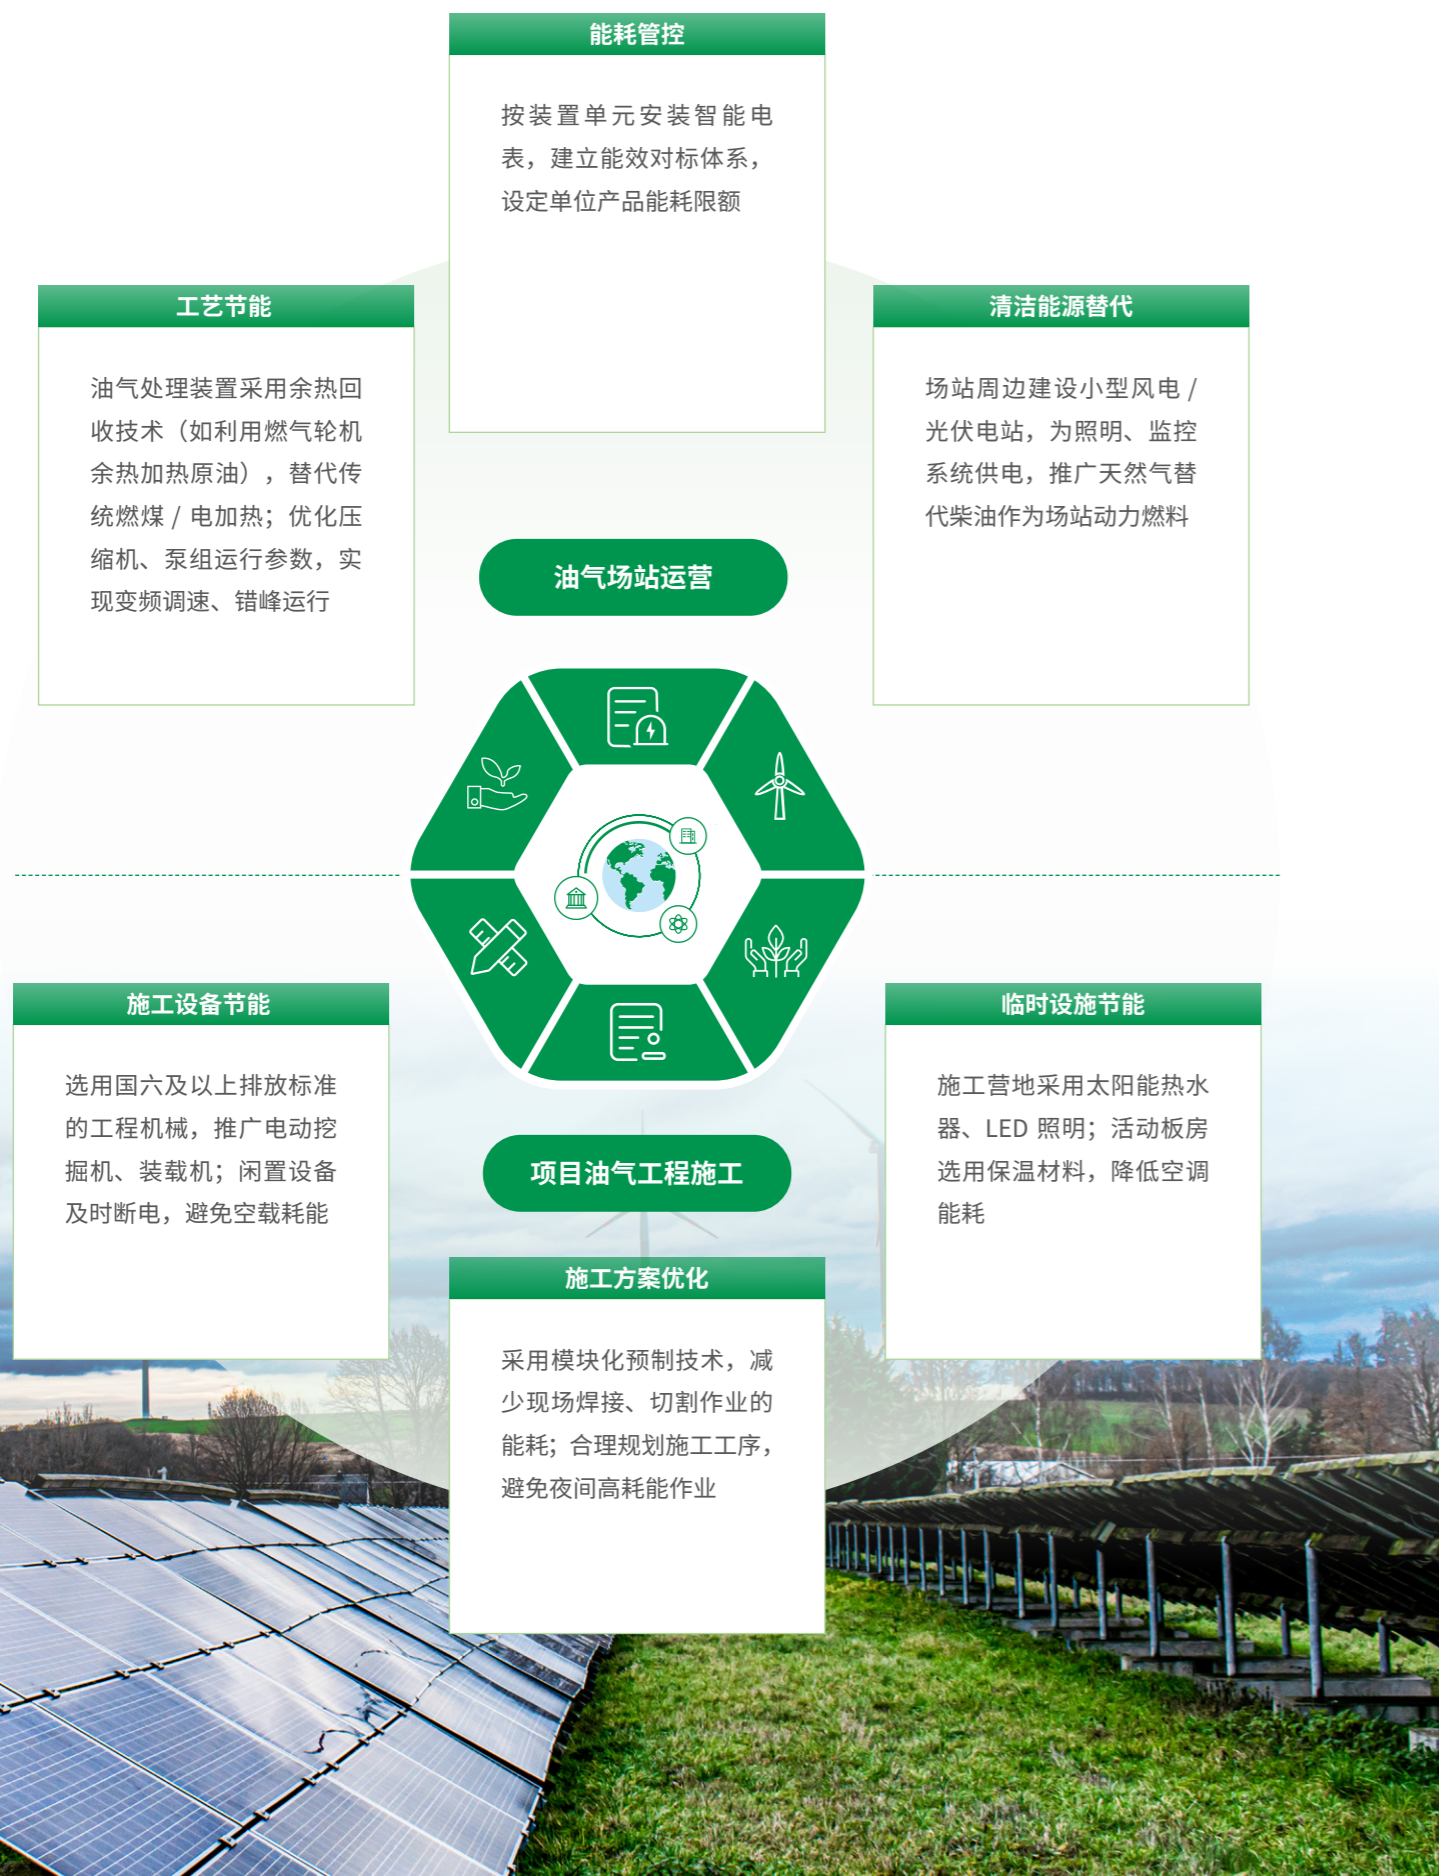 能耗管控
按装置单元安装智能电
表，建立能效对标体系，
设定单位产品能耗限额
工艺节能
油气处理装置采用余热回
收技术（如利用燃气轮机
余热加热原油），替代传
统燃煤 / 电加热；优化压
缩机、泵组运行参数，实
现变频调速、错峰运行
清洁能源替代
场站周边建设小型风电 /
光伏电站，为照明、监控
系统供电，推广天然气替
代柴油作为场站动力燃料
油气场站运营
施工设备节能
选用国六及以上排放标准
的工程机械，推广电动挖
掘机、装载机；闲置设备
及时断电，避免空载耗能
临时设施节能
施工营地采用太阳能热水
器、LED 照明；活动板房
选用保温材料，降低空调
能耗
项目油气工程施工
施工方案优化
采用模块化预制技术，减
少现场焊接、切割作业的
能耗；合理规划施工工序，
避免夜间高耗能作业